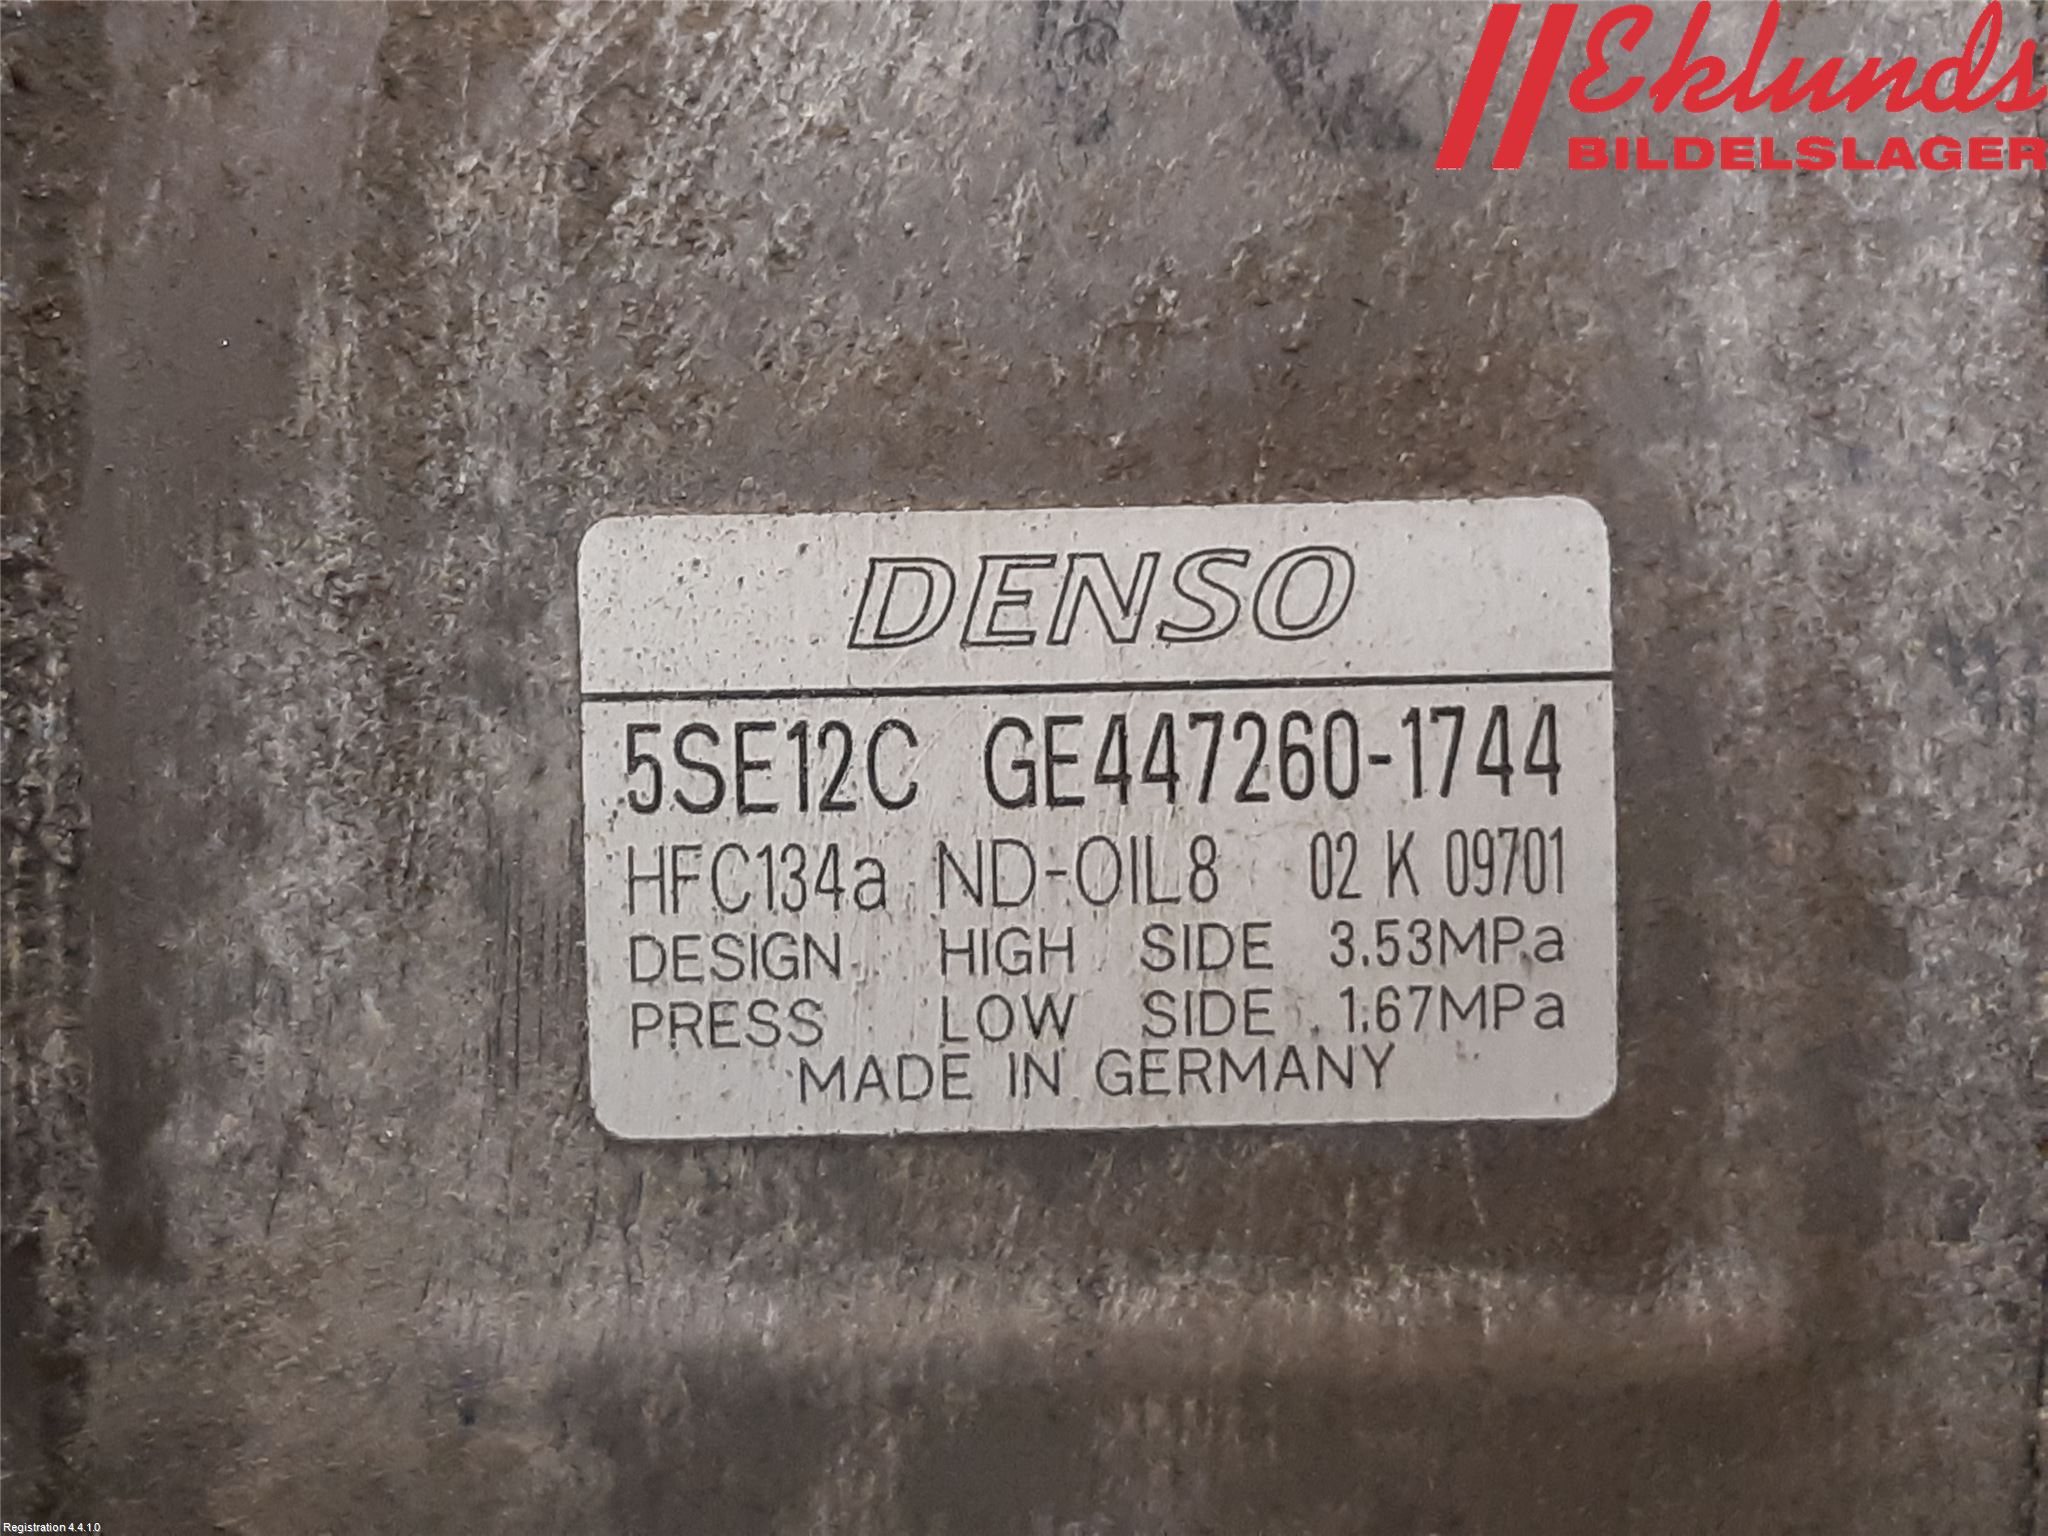 Eklunds
BILDELSLAGER
DENSO
5SE12C GE447260-1744
HFC134a ND-OIL8 02 K 09701
DESIGN HIGH SIDE 3.53MPa
PRESS LOW SIDE 1.67MPa
MADE IN GERMANY
Registration 4.4.1.0